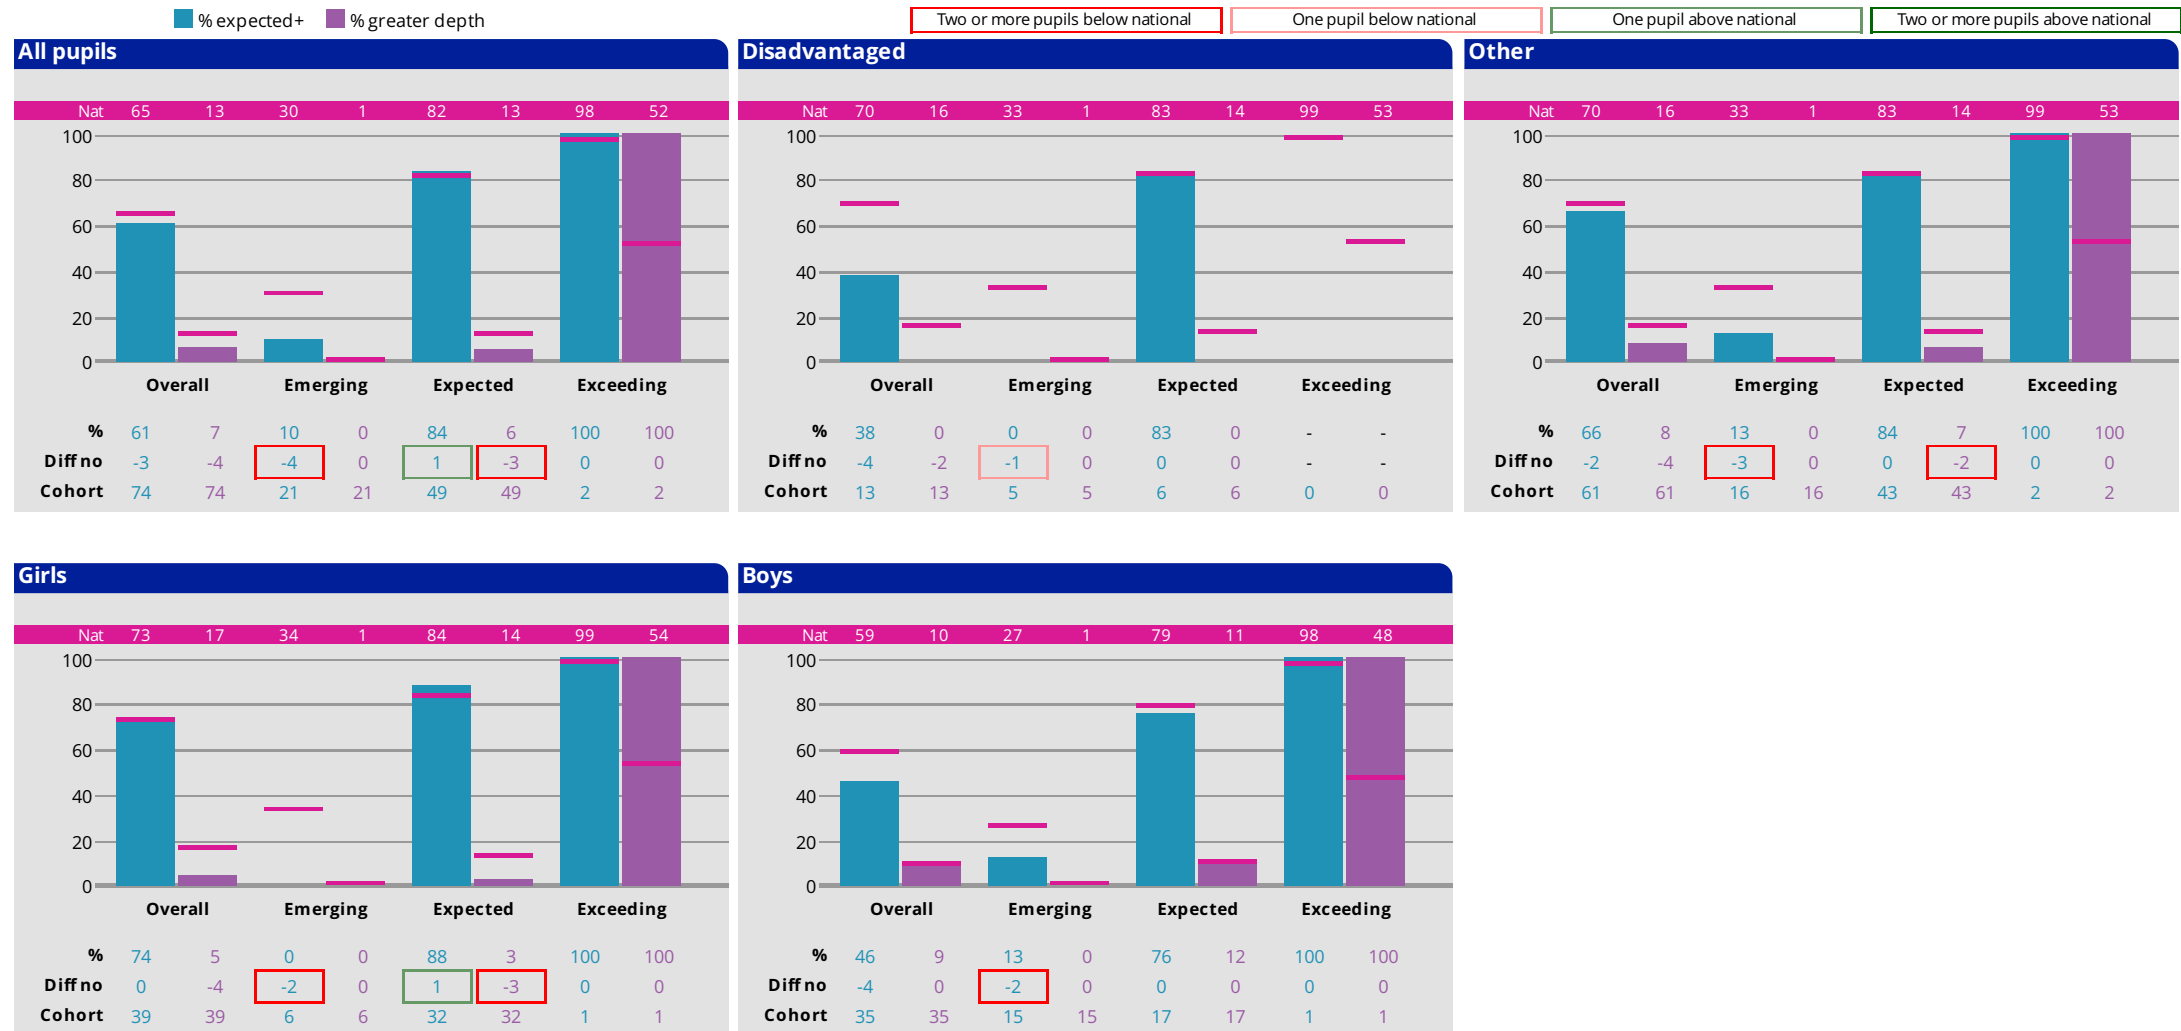 % expected+ % greater depth Two or more pupils below national One pupil below national One pupil above national Two or more pupils above national
All pupils
Nat 65 13 30 1 82 13 98 52
100
80
60
40
20
0
Overall Emerging Expected Exceeding
% 61 7 10 0 84 6 100 100
Diff no -3 -4 -4 0 1 -3 0 0
Cohort 74 74 21 21 49 49 2 2
Disadvantaged
Nat 70 16 33 1 83 14 99 53
100
80
60
40
20
0
Overall Emerging Expected Exceeding
% 38 0 0 0 83 0 - -
Diff no -4 -2 -1 0 0 0 - -
Cohort 13 13 5 5 6 6 0 0
Other
Nat 70 16 33 1 83 14 99 53
100
80
60
40
20
0
Overall Emerging Expected Exceeding
% 66 8 13 0 84 7 100 100
Diff no -2 -4 -3 0 0 -2 0 0
Cohort 61 61 16 16 43 43 2 2
Girls
Nat 73 17 34 1 84 14 99 54
100
80
60
40
20
0
Overall Emerging Expected Exceeding
% 74 5 0 0 88 3 100 100
Diff no 0 -4 -2 0 1 -3 0 0
Cohort 39 39 6 6 32 32 1 1
Boys
Nat 59 10 27 1 79 11 98 48
100
80
60
40
20
0
Overall Emerging Expected Exceeding
% 46 9 13 0 76 12 100 100
Diff no -4 0 -2 0 0 0 0 0
Cohort 35 35 15 15 17 17 1 1